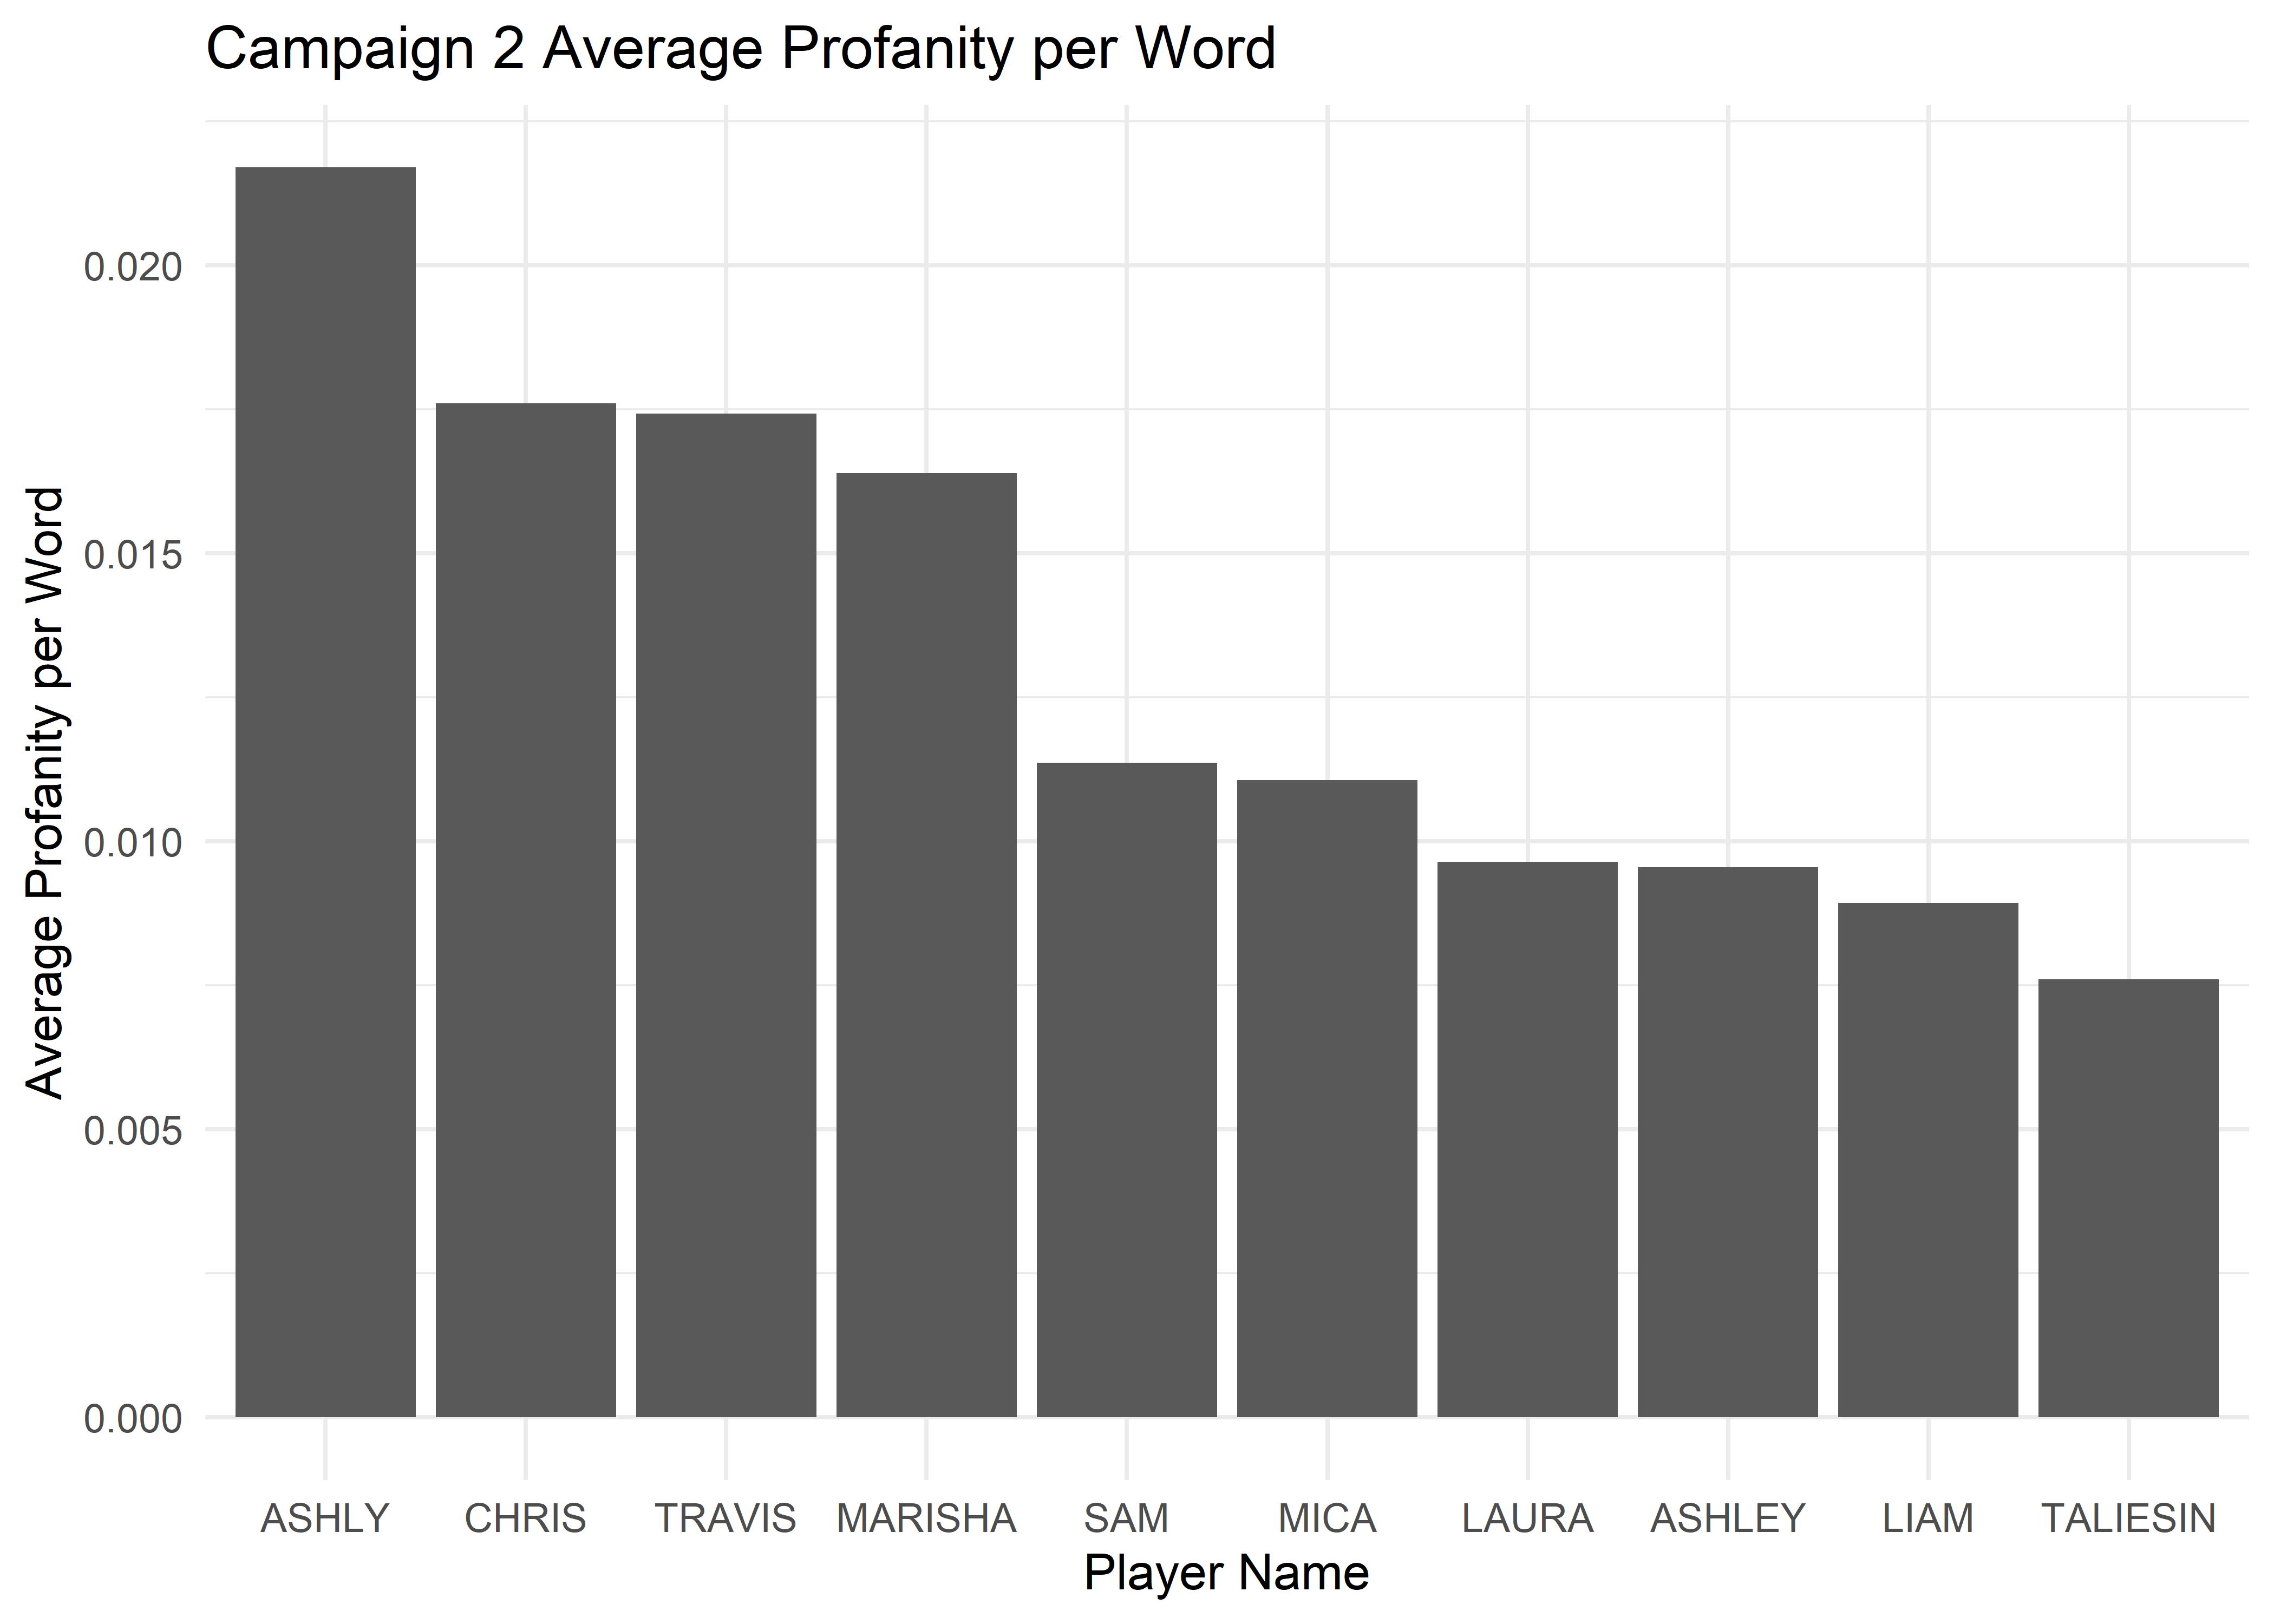 Campaign 2 Average Profanity per Word
Average Profanity per Word
0.020
0.015
0.010
0.005
0.000
ASHLY CHRIS TRAVIS MARISHA SAM MICA LAURA ASHLEY LIAM TALIESIN
Player Name